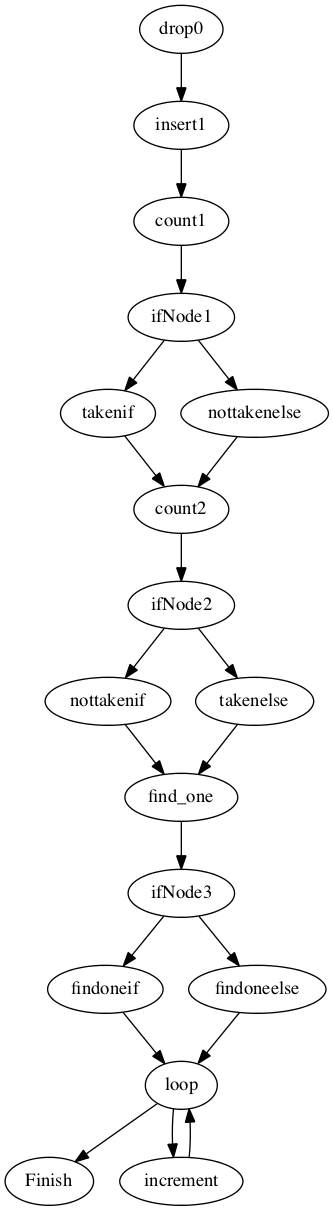 drop0
insert1
count1
ifNode1
takenif
nottakenelse
count2
ifNode2
nottakenif
takenelse
find_one
ifNode3
findoneif
findoneelse
loop
Finish
increment